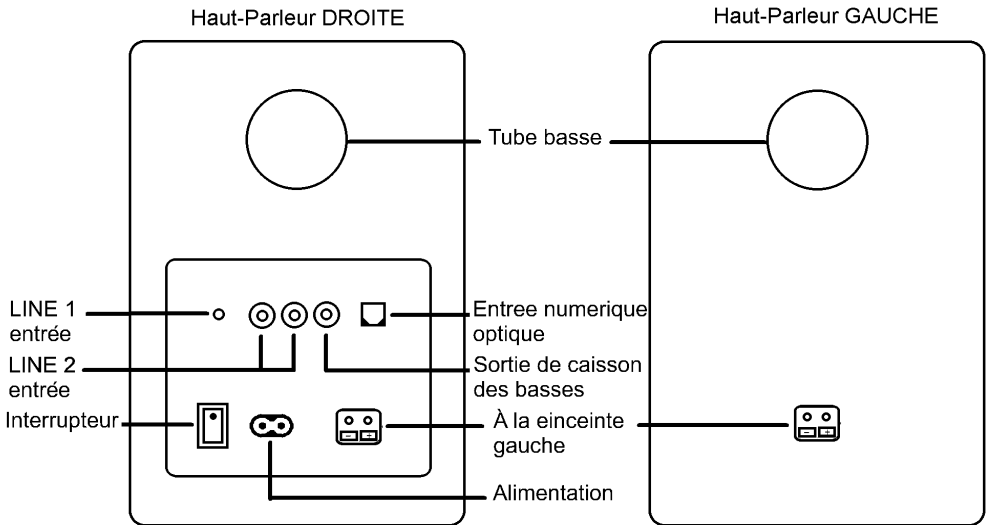 Haut-Parleur DROITE
Haut-Parleur GAUCHE
Tube basse
LINE 1
entrée
LINE 2
entrée
Interrupteur
Entree numerique
optique
Sortie de caisson
des basses
À la einceinte
gauche
Alimentation